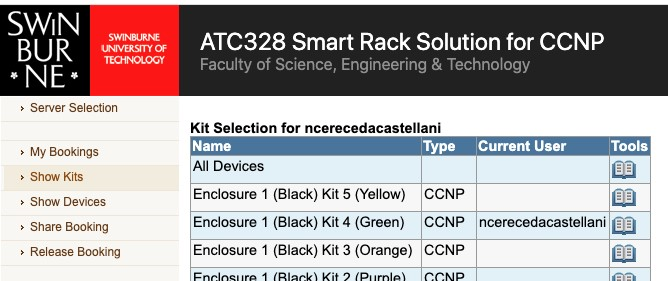 SWIN
BUR
* NE *
SWINBURNE
UNIVERSITY OF
TECHNOLOGY
ATC328 Smart Rack Solution for CCNP
Faculty of Science, Engineering & Technology
Server Selection
My Bookings
Show Kits
Show Devices
Share Booking
Release Booking
Kit Selection for ncerecedacastellani
Name Type Current User Tools
All Devices
Enclosure 1 (Black) Kit 5 (Yellow) CCNP
Enclosure 1 (Black) Kit 4 (Green) CCNP ncerecedacastellani
Enclosure 1 (Black) Kit 3 (Orange) CCNP
Enclosure 1 (Black) Kit 2 (Purple) CCNP